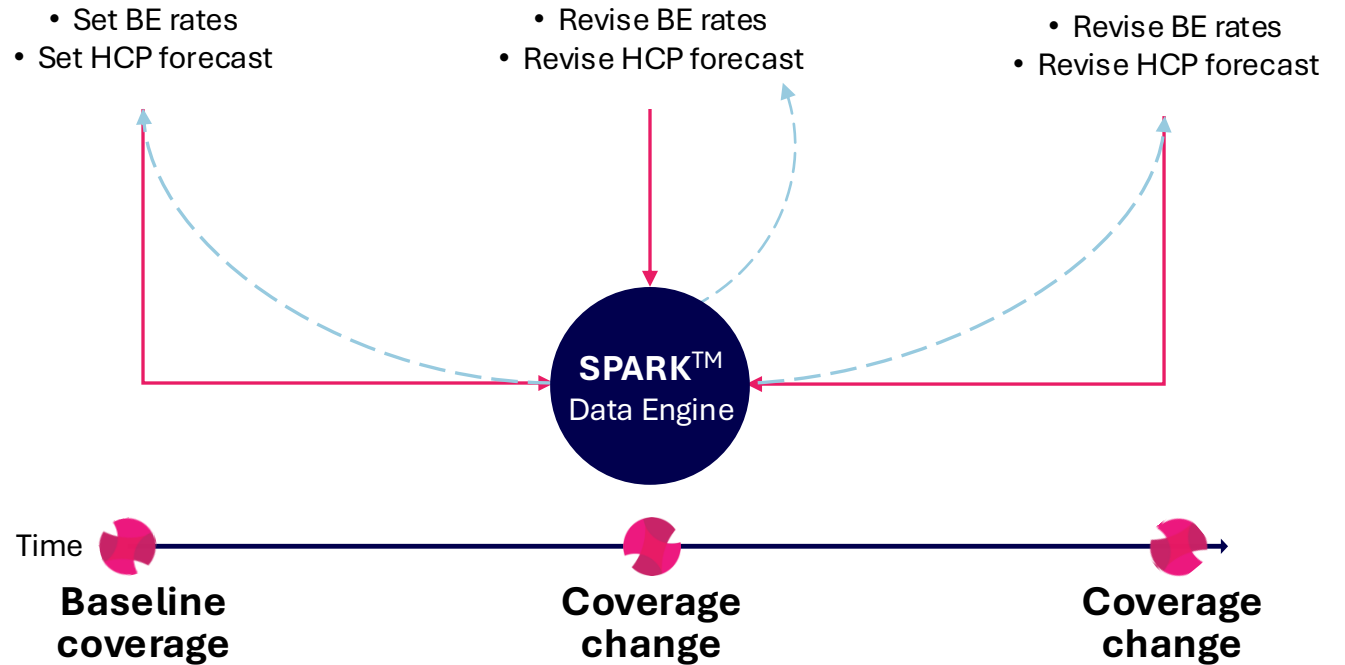 • Set BE rates
• Set HCP forecast
• Revise BE rates
• Revise HCP forecast
• Revise BE rates
• Revise HCP forecast
SPARK™
Data Engine
Time
Baseline
coverage
Coverage
change
Coverage
change